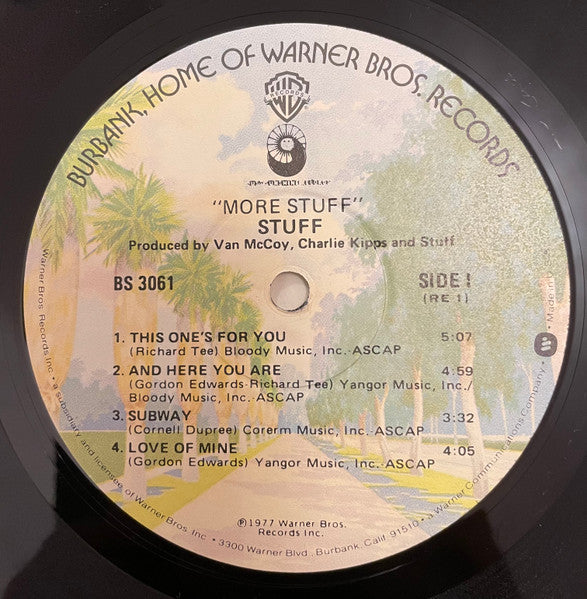 BURBANK, HOME OF WARNER BROS. RECORDS
WB
RECORDS
"MORE STUFF"
STUFF
Produced by Van McCoy, Charlie Kipps and Stuff
BS 3061
SIDE I
(RE 1)
1. THIS ONE'S FOR YOU 5:07
(Richard Tee) Bloody Music, Inc.-ASCAP
2. AND HERE YOU ARE 4:59
(Gordon Edwards-Richard Tee) Yangor Music, Inc./
Bloody Music, Inc.-ASCAP
3. SUBWAY 3:32
(Cornell Dupree) Corerm Music, Inc.-ASCAP
4. LOVE OF MINE 4:05
(Gordon Edwards) Yangor Music, Inc.-ASCAP
℗1977 Warner Bros.
Records Inc.
Warner Bros. Records Inc. • a subsidiary and licensee of Warner Bros. Inc. • 3300 Warner Blvd., Burbank, Calif. 91510 • a Warner Communications Company • Made in